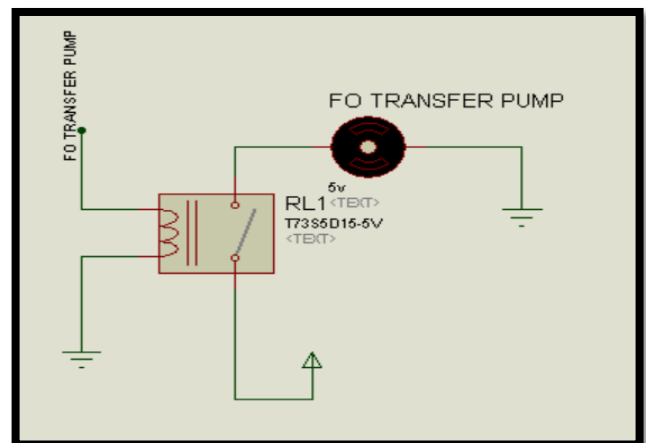 FO TRANSFER PUMP
FO TRANSFER PUMP
5v
RL1 <TEXT>
T73S5D15-5V
<TEXT>